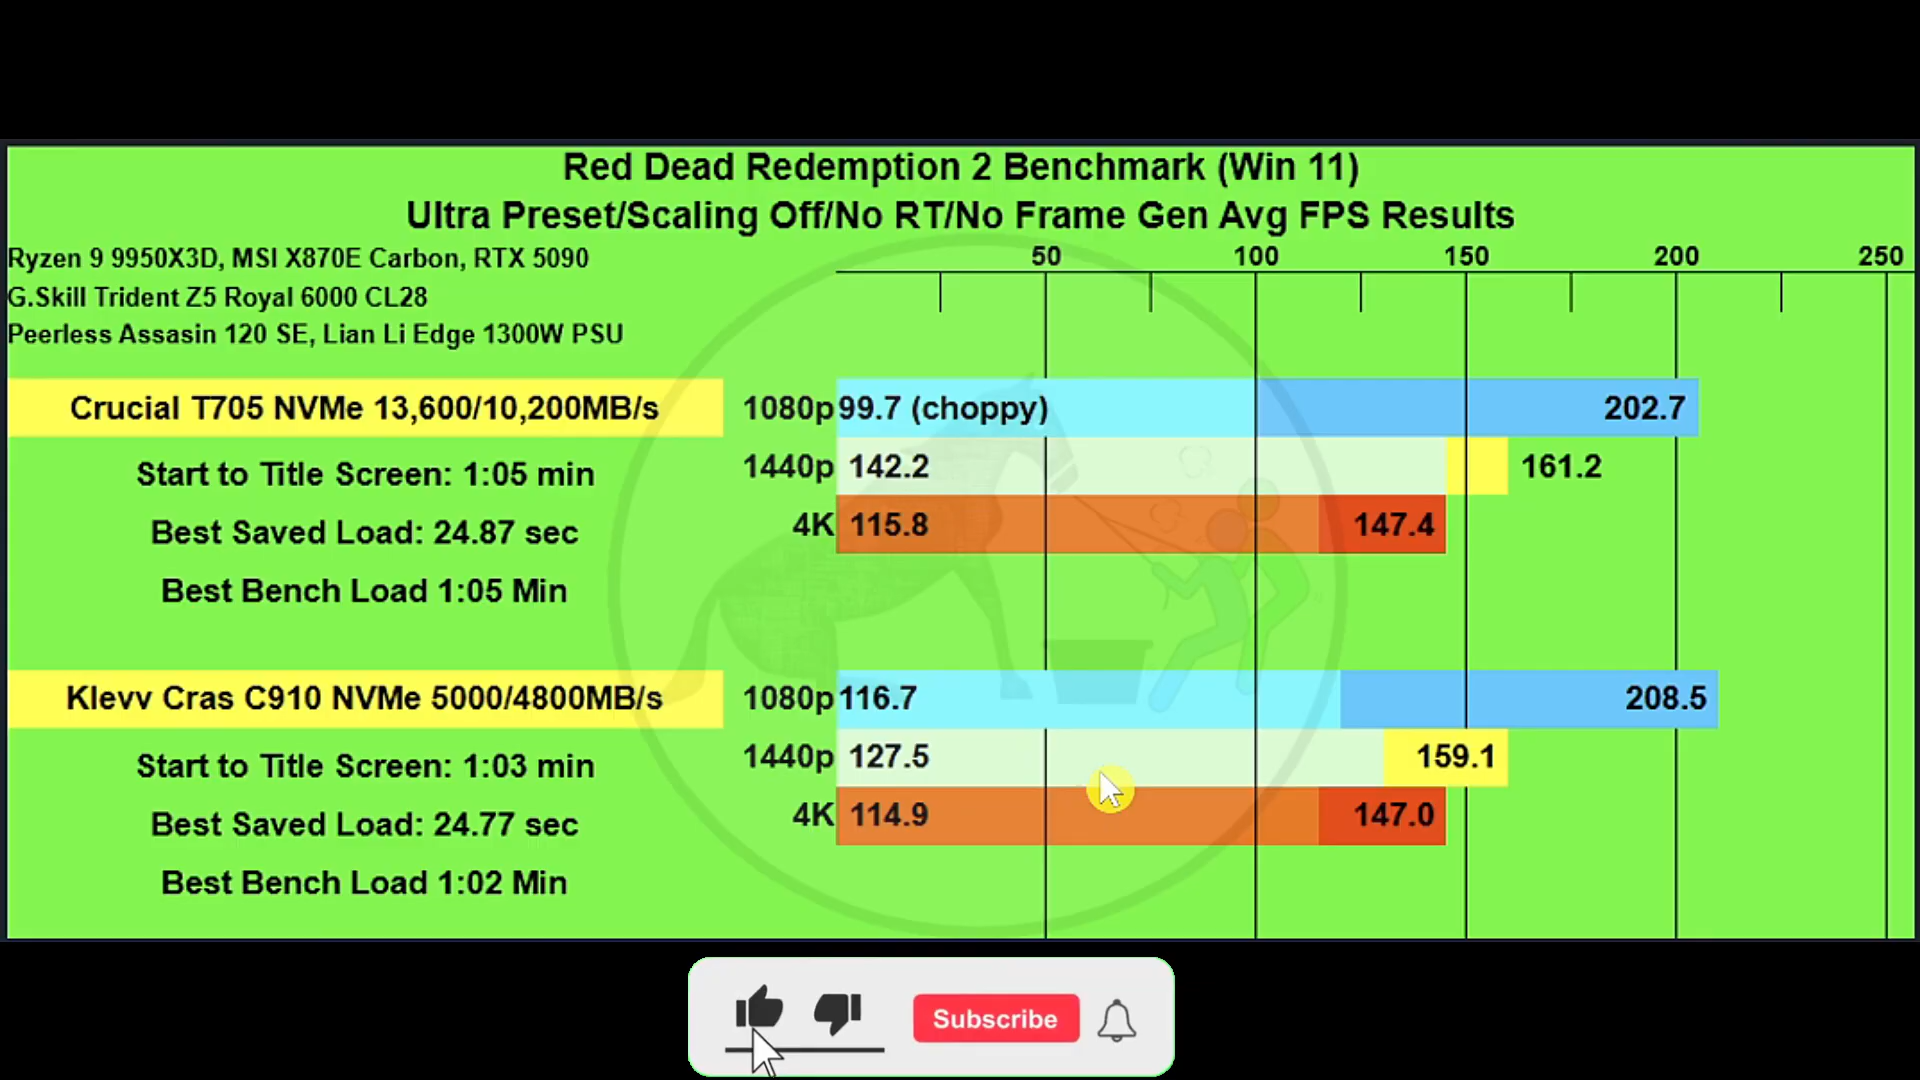 Red Dead Redemption 2 Benchmark (Win 11)
Ultra Preset/Scaling Off/No RT/No Frame Gen Avg FPS Results
Ryzen 9 9950X3D, MSI X870E Carbon, RTX 5090
50 100 150 200 250
G.Skill Trident Z5 Royal 6000 CL28
Peerless Assasin 120 SE, Lian Li Edge 1300W PSU
Crucial T705 NVMe 13,600/10,200MB/s 1080p 99.7 (choppy) 202.7
Start to Title Screen: 1:05 min 1440p 142.2 161.2
Best Saved Load: 24.87 sec 4K 115.8 147.4
Best Bench Load 1:05 Min
Klevv Cras C910 NVMe 5000/4800MB/s 1080p 116.7 208.5
Start to Title Screen: 1:03 min 1440p 127.5 159.1
Best Saved Load: 24.77 sec 4K 114.9 147.0
Best Bench Load 1:02 Min
Subscribe